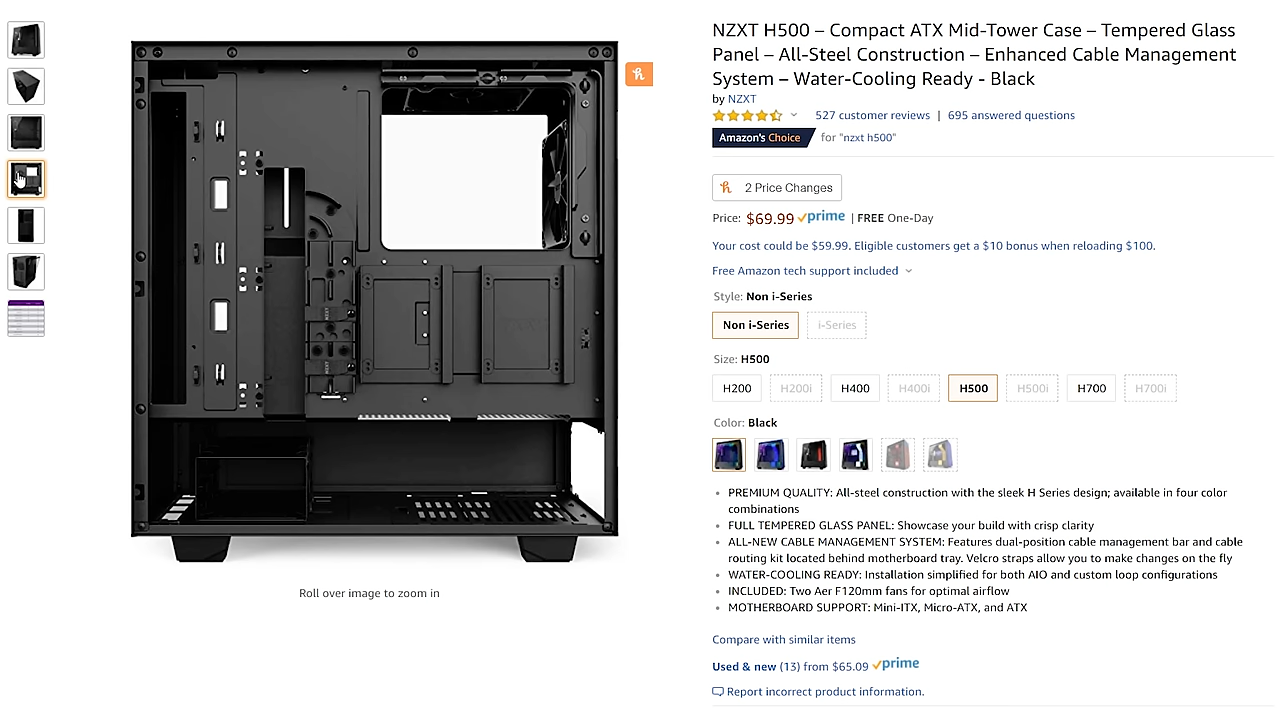 NZXT H500 – Compact ATX Mid-Tower Case – Tempered Glass
Panel – All-Steel Construction – Enhanced Cable Management
System – Water-Cooling Ready - Black
by NZXT
527 customer reviews | 695 answered questions
Amazon's Choice for "nzxt h500"
2 Price Changes
Price: $69.99 prime | FREE One-Day
Your cost could be $59.99. Eligible customers get a $10 bonus when reloading $100.
Free Amazon tech support included
Style: Non i-Series
Non i-Series i-Series
Size: H500
H200 H200i H400 H400i H500 H500i H700 H700i
Color: Black
• PREMIUM QUALITY: All-steel construction with the sleek H Series design; available in four color
combinations
• FULL TEMPERED GLASS PANEL: Showcase your build with crisp clarity
• ALL-NEW CABLE MANAGEMENT SYSTEM: Features dual-position cable management bar and cable
routing kit located behind motherboard tray. Velcro straps allow you to make changes on the fly
• WATER-COOLING READY: Installation simplified for both AIO and custom loop configurations
• INCLUDED: Two Aer F120mm fans for optimal airflow
• MOTHERBOARD SUPPORT: Mini-ITX, Micro-ATX, and ATX
Compare with similar items
Used & new (13) from $65.09 prime
Report incorrect product information.
Roll over image to zoom in